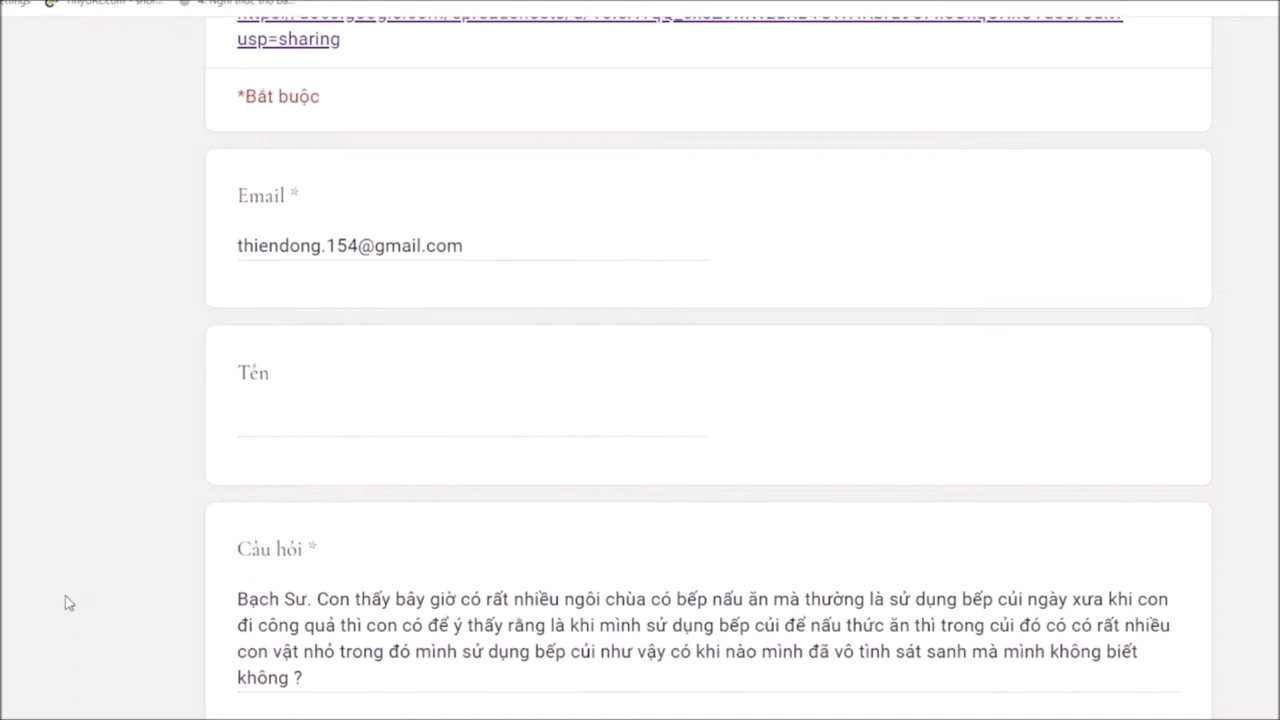 usp=sharing
*Bắt buộc
Email *
thiendong.154@gmail.com
Tên
Câu hỏi *
Bạch Sư. Con thấy bây giờ có rất nhiều ngôi chùa có bếp nấu ăn mà thường là sử dụng bếp củi ngày xưa khi con
đi công quả thì con có để ý thấy rằng là khi mình sử dụng bếp củi để nấu thức ăn thì trong củi đó có có rất nhiều
con vật nhỏ trong đó mình sử dụng bếp củi như vậy có khi nào mình đã vô tình sát sanh mà mình không biết
không ?